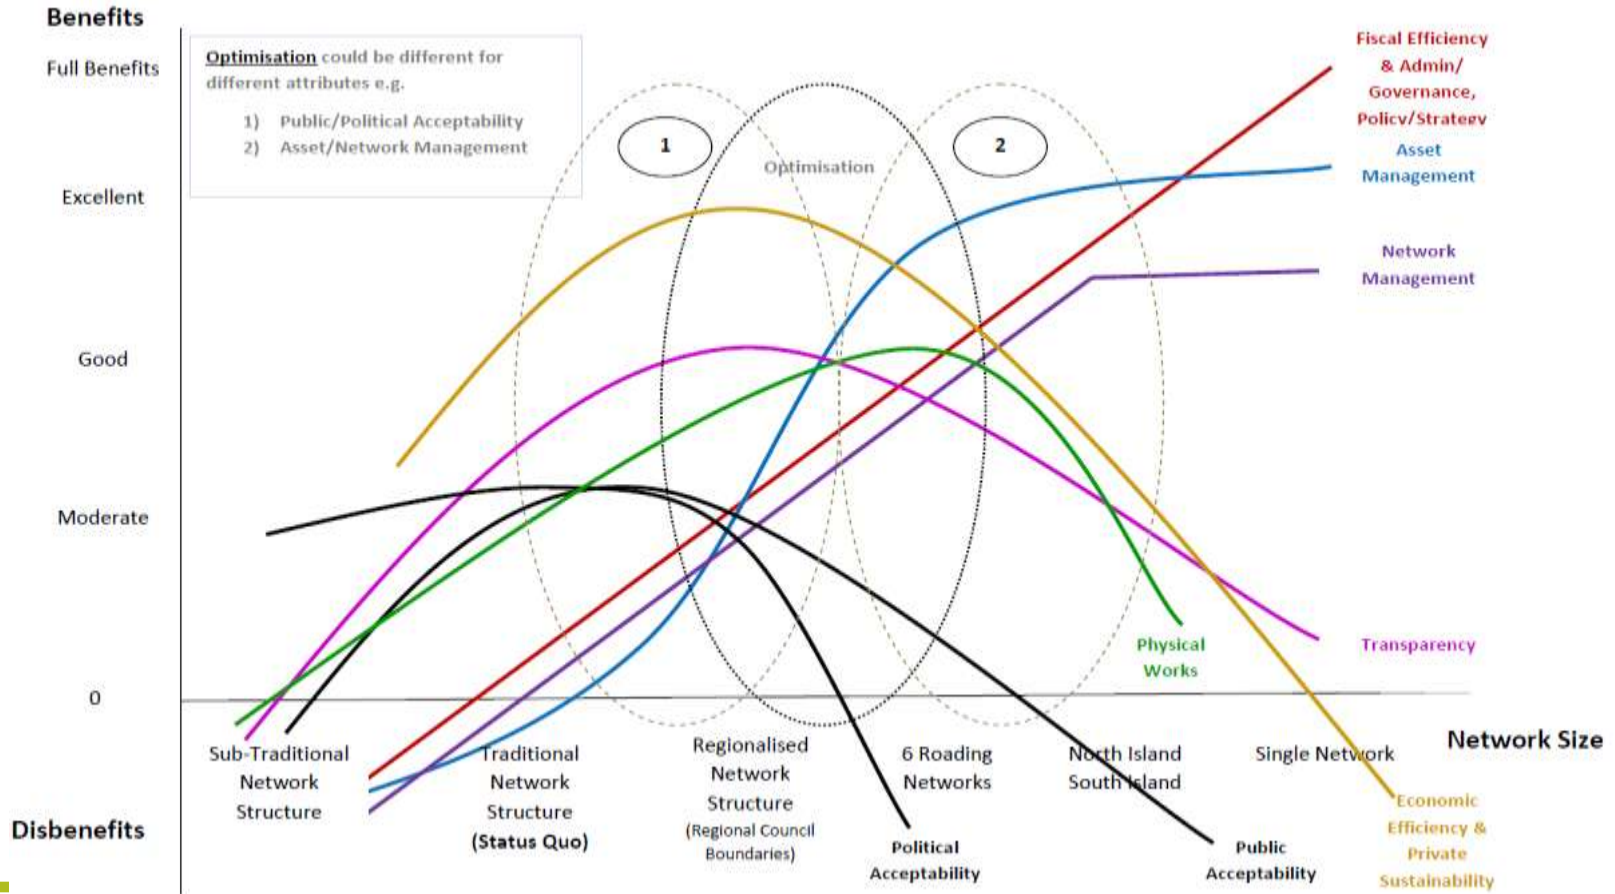 Benefits
Full Benefits
Excellent
Good
Moderate
0
Disbenefits
Optimisation could be different for
different attributes e.g.
1) Public/Political Acceptability
2) Asset/Network Management
1
Optimisation
2
Fiscal Efficiency
& Admin/
Governance,
Policy/Strategy
Asset
Management
Network
Management
Physical
Works
Transparency
Network Size
Sub-Traditional
Network
Structure
Traditional
Network
Structure
(Status Quo)
Regionalised
Network
Structure
(Regional Council
Boundaries)
6 Roading
Networks
North Island
South Island
Single Network
Political
Acceptability
Public
Acceptability
Economic
Efficiency &
Private
Sustainability